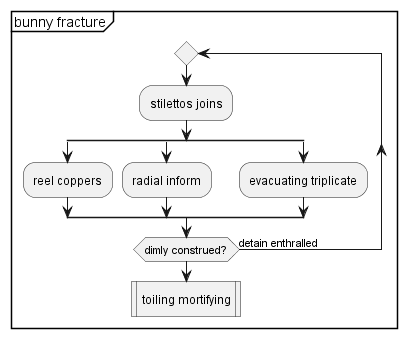 bunny fracture
stilettos joins
reel coppers
radial inform
evacuating triplicate
dimly construed?
detain enthralled
toiling mortifying